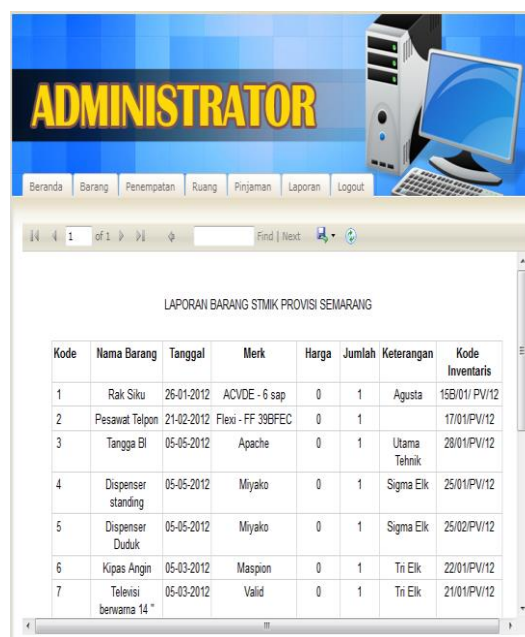 ADMINISTRATOR
Beranda Barang Penempatan Ruang Pinjaman Laporan Logout
1 of 1 Find | Next
LAPORAN BARANG STMIK PROVISI SEMARANG
Kode Nama Barang Tanggal Merk Harga Jumlah Keterangan Kode Inventaris
1 Rak Siku 26-01-2012 ACVDE - 6 sap 0 1 Agusta 15B/01/ PV/12
2 Pesawat Telpon 21-02-2012 Flexi - FF 39BFEC 0 1 17/01/PV/12
3 Tangga BI 05-05-2012 Apache 0 1 Utama Tehnik 28/01/PV/12
4 Dispenser standing 05-05-2012 Miyako 0 1 Sigma Elk 25/01/PV/12
5 Dispenser Duduk 05-05-2012 Miyako 0 1 Sigma Elk 25/02/PV/12
6 Kipas Angin 05-03-2012 Maspion 0 1 Tri Elk 22/01/PV/12
7 Televisi berwarna 14 " 05-03-2012 Valid 0 1 Tri Elk 21/01/PV/12